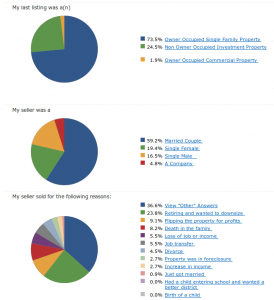 My last listing was a(n)
73.5% Owner Occupied Single Family Property
24.5% Non Owner Occupied Investment Property
1.9% Owner Occupied Commercial Property
My seller was a
59.2% Married Couple
19.4% Single Female
16.5% Single Male
4.8% A Company
My seller sold for the following reasons:
36.6% View "Other" Answers
23.8% Retiring and wanted to downsize
9.1% Flipping the property for profits
8.2% Death in the family
5.5% Loss of job or income
4.5% Job transfer
4.5% Divorce
2.7% Property was in foreclosure
2.7% Increase in income
0.9% Just got married
0.9% Had a child entering school and wanted a
better district
0.8% Birth of a child